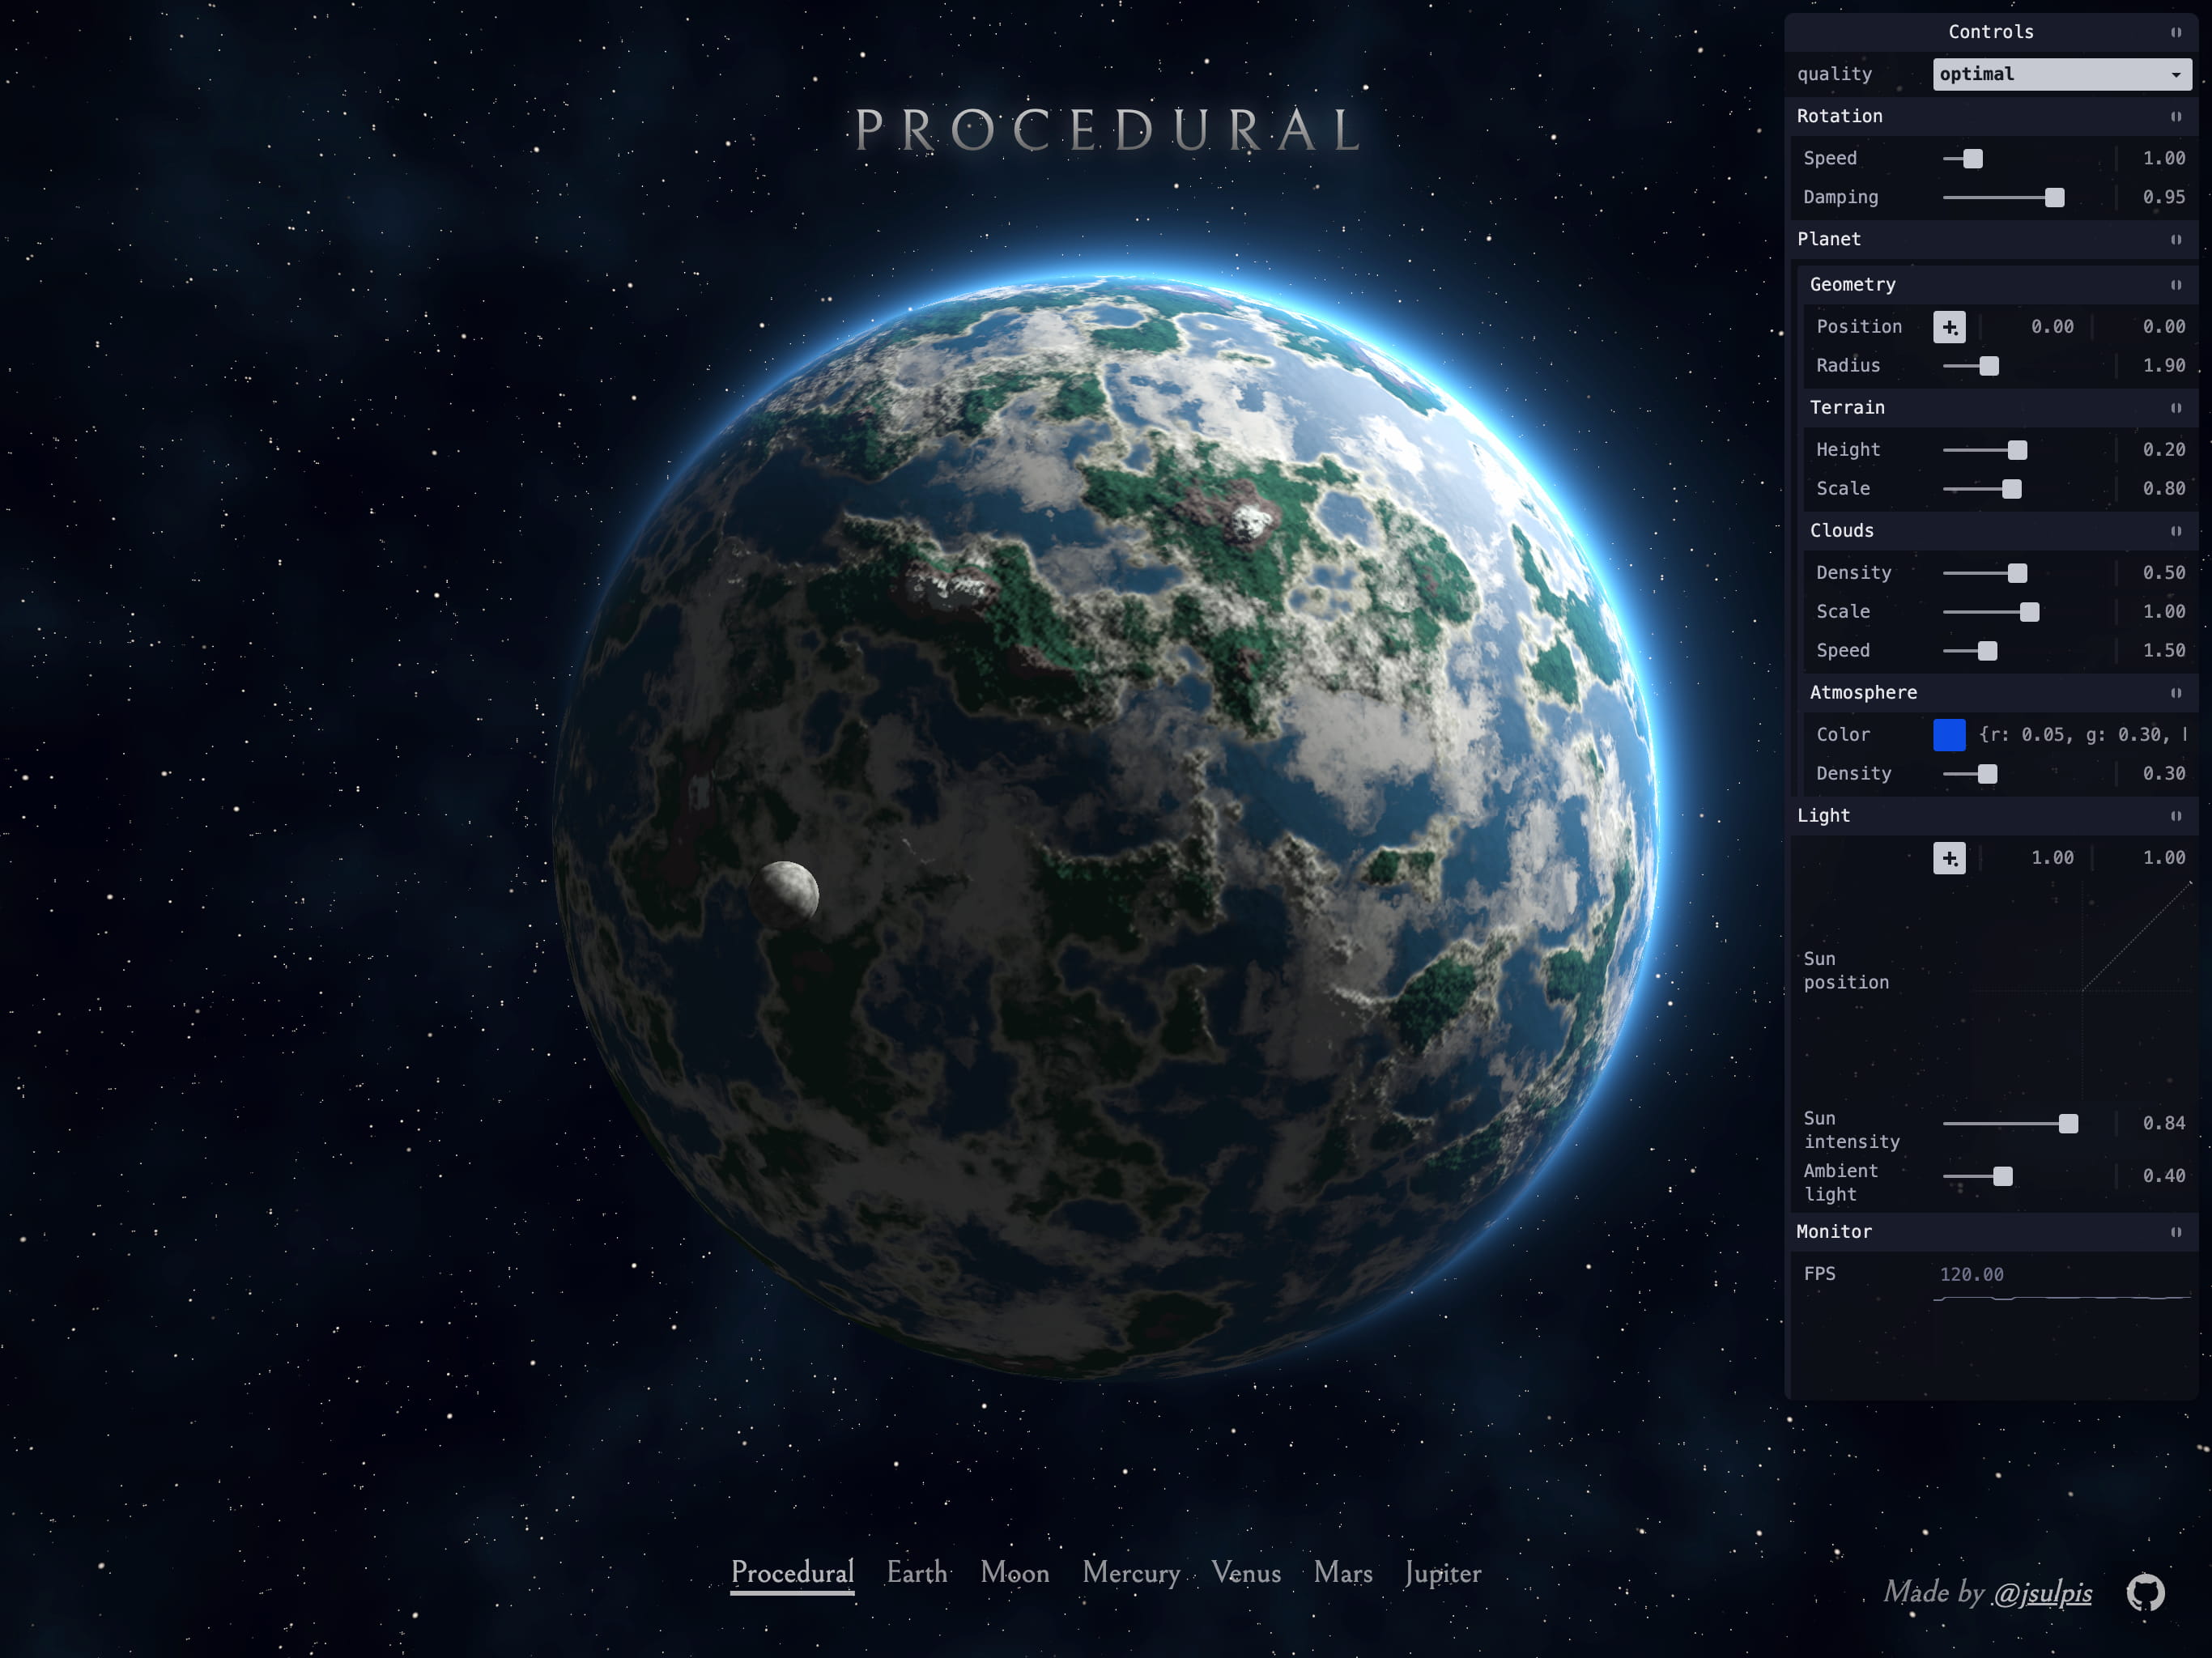 PROCEDURAL
Controls
quality optimal
Rotation
Speed 1.00
Damping 0.95
Planet
Geometry
Position 0.00 0.00
Radius 1.90
Terrain
Height 0.20
Scale 0.80
Clouds
Density 0.50
Scale 1.00
Speed 1.50
Atmosphere
Color {r: 0.05, g: 0.30,
Density 0.30
Light
1.00 1.00
Sun
position
Sun
intensity 0.84
Ambient
light 0.40
Monitor
FPS 120.00
Procedural Earth Moon Mercury Venus Mars Jupiter
Made by @jsulpis